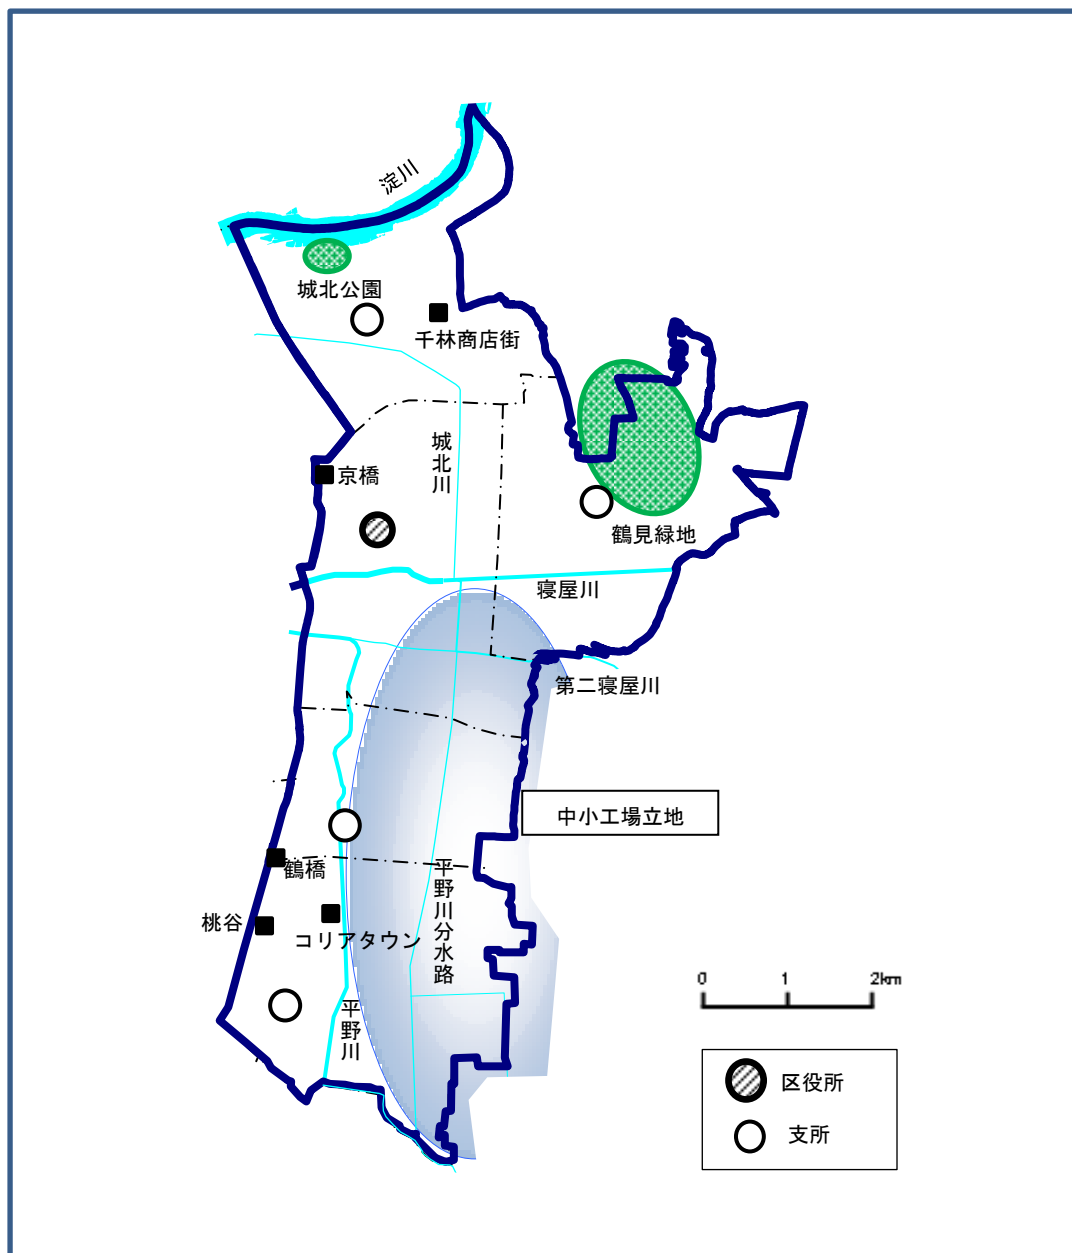 淀川
城北公園
千林商店街
城北川
京橋
鶴見緑地
寝屋川
第二寝屋川
中小工場立地
鶴橋
平野川分水路
桃谷
コリアタウン
平野川
0 1 2km
区役所
支所